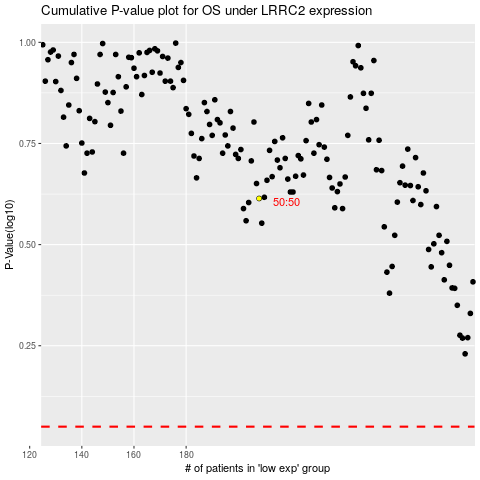 Cumulative P-value plot for OS under LRRC2 expression
P-Value(log10)
1.00
0.75
0.50
0.25
50:50
120 140 160 180
# of patients in 'low exp' group